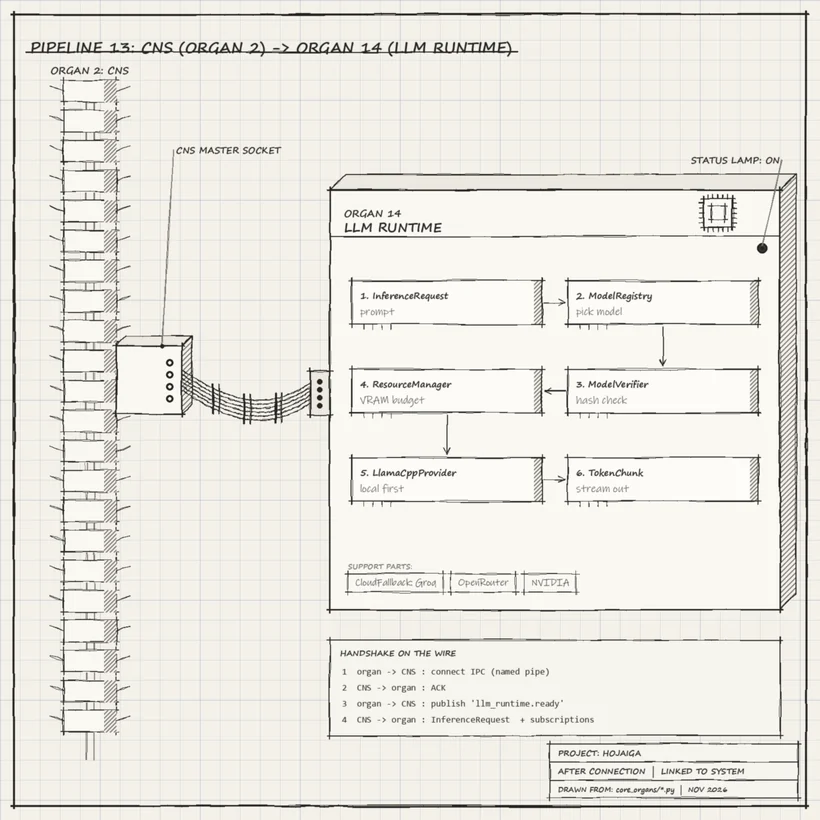 PIPELINE 13: CNS (ORGAN 2) -> ORGAN 14 (LLM RUNTIME)
ORGAN 2: CNS
CNS MASTER SOCKET
STATUS LAMP: ON
ORGAN 14
LLM RUNTIME
1. InferenceRequest
prompt
2. ModelRegistry
pick model
4. ResourceManager
VRAM budget
3. ModelVerifier
hash check
5. LlamaCppProvider
local first
6. TokenChunk
stream out
SUPPORT PARTS:
CloudFallback Groq
OpenRouter
NVIDIA
HANDSHAKE ON THE WIRE
1 organ -> CNS : connect IPC (named pipe)
2 CNS -> organ : ACK
3 organ -> CNS : publish 'llm_runtime.ready'
4 CNS -> organ : InferenceRequest + subscriptions
PROJECT: HOJAIGA
AFTER CONNECTION | LINKED TO SYSTEM
DRAWN FROM: core_organs/*.py | NOV 2026